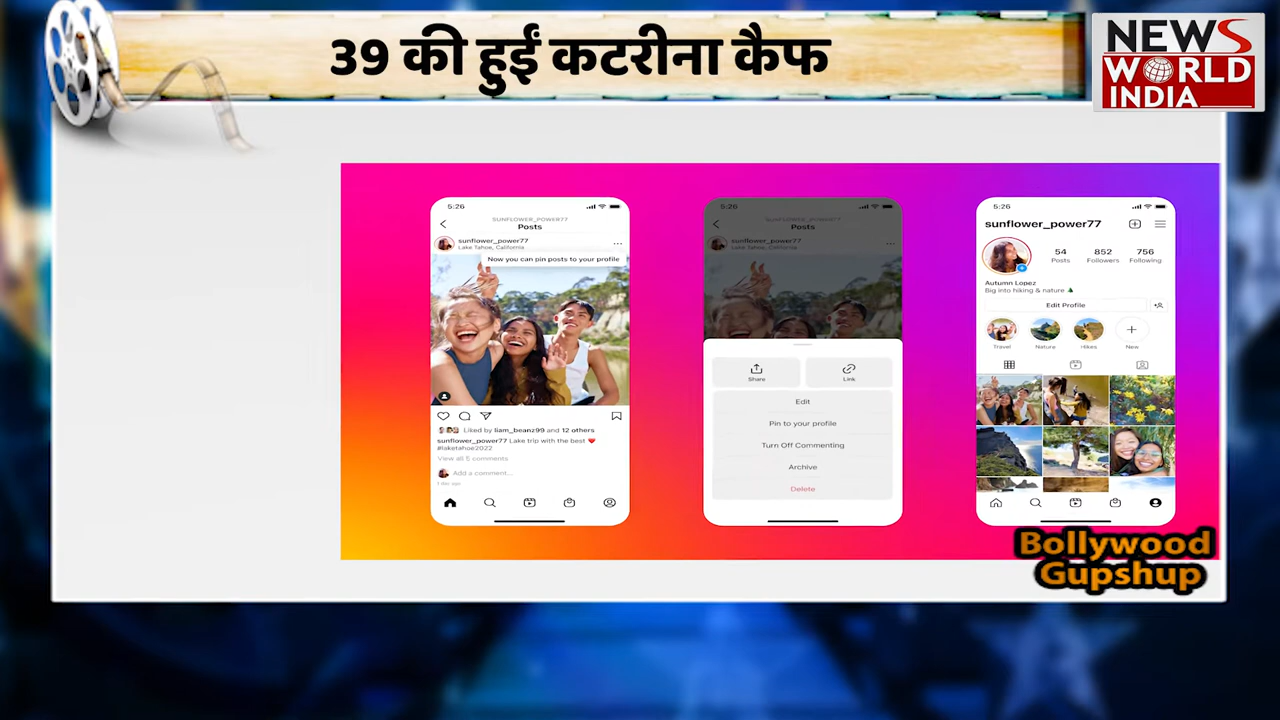 39 की हुईं कटरीना कैफ
NEWS
WORLD
INDIA
5:26
SUNFLOWER_POWER77
Posts
sunflower_power77
Lake Tahoe, California
Now you can pin posts to your profile
Liked by liam_beanz99 and 12 others
sunflower_power77 Lake trip with the best ❤️
#laketahoe2022
View all 5 comments
Add a comment...
5:26
SUNFLOWER_POWER77
Posts
sunflower_power77
Lake Tahoe, California
Share
Link
Edit
Pin to your profile
Turn Off Commenting
Archive
Delete
5:26
sunflower_power77
54 852 756
Posts Followers Following
Autumn Lopez
Big into hiking & nature 🌲
Edit Profile
Travel Nature Hikes New
Bollywood
Gupshup